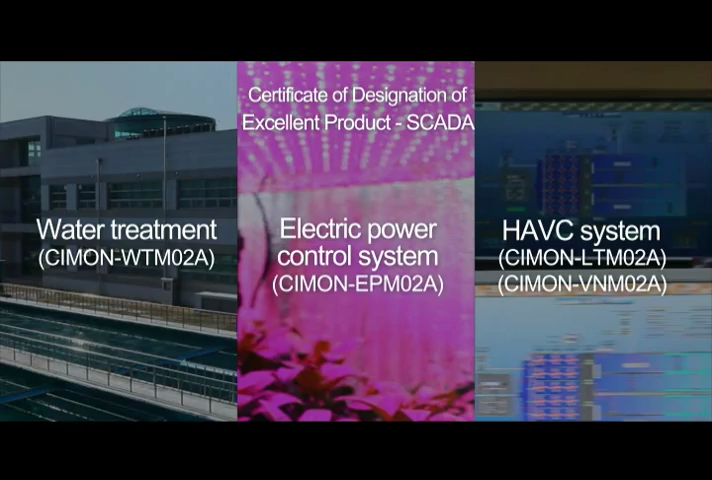 Certificate of Designation of
Excellent Product - SCADA
Water treatment
(CIMON-WTM02A)
Electric power
control system
(CIMON-EPM02A)
HAVC system
(CIMON-LTM02A)
(CIMON-VNM02A)